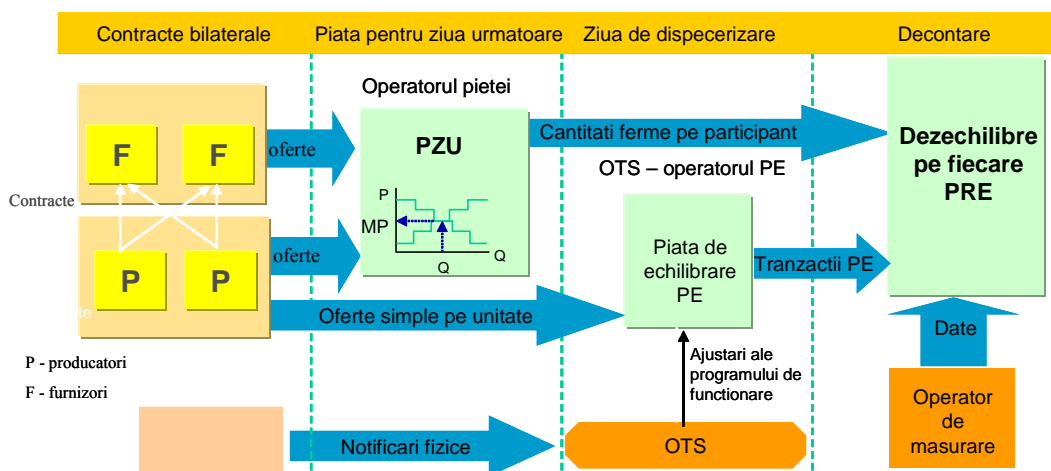 Contracte bilaterale
Piata pentru ziua urmatoare
Ziua de dispecerizare
Decontare
Operatorul pietei
F
F
oferte
PZU
Cantitati ferme pe participant
Dezechilibre
pe fiecare
PRE
OTS – operatorul PE
Contracte
P
MP
Q
Q
P
P
oferte
Piata de
echilibrare
PE
Tranzactii PE
te
Oferte simple pe unitate
Date
P - producatori
F - furnizori
Ajustari ale
programului de
functionare
Operator
de
masurare
Notificari fizice
OTS